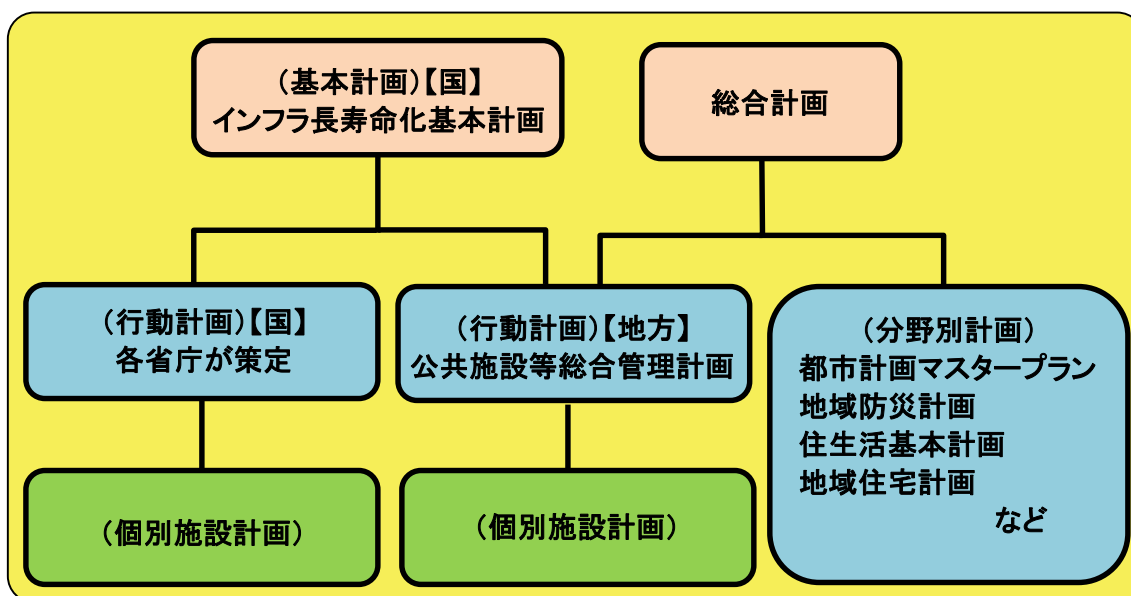 (基本計画)【国】
インフラ長寿命化基本計画
総合計画
(行動計画)【国】
各省庁が策定
(行動計画)【地方】
公共施設等総合管理計画
(分野別計画)
都市計画マスタープラン
地域防災計画
住生活基本計画
地域住宅計画
など
(個別施設計画)
(個別施設計画)